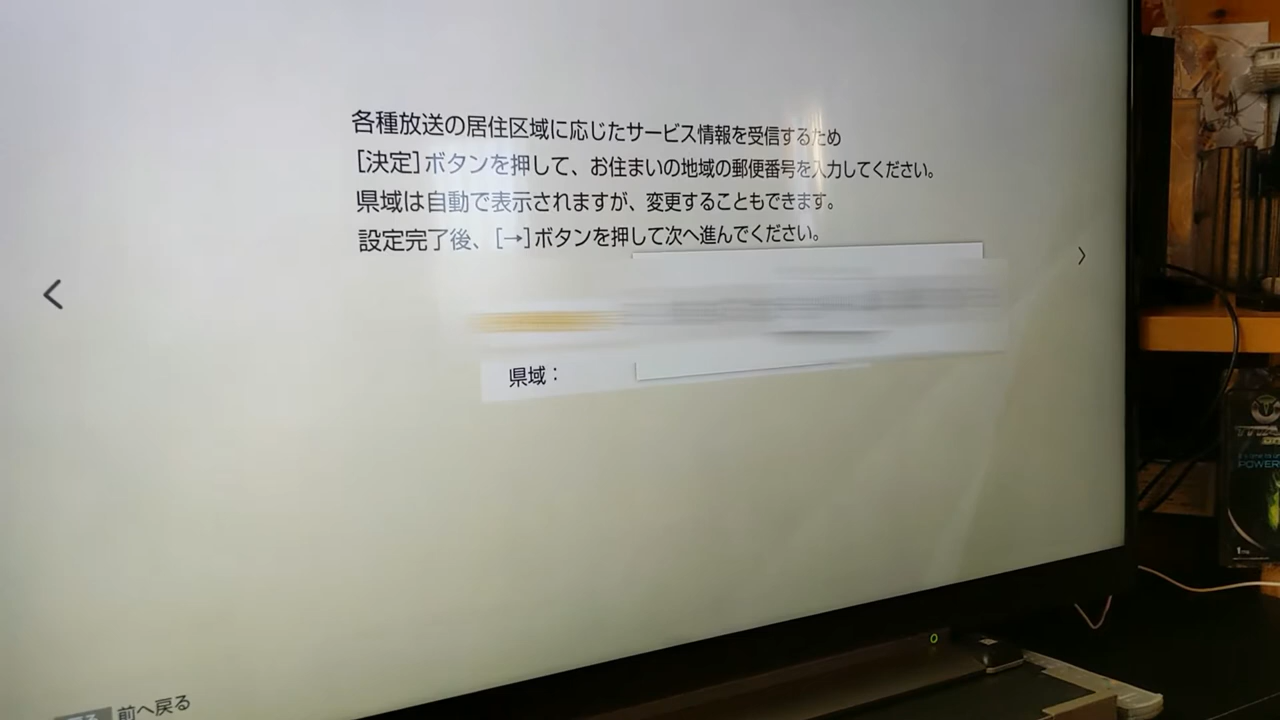 各種放送の居住区域に応じたサービス情報を受信するため
[決定]ボタンを押して、お住まいの地域の郵便番号を入力してください。
県域は自動で表示されますが、変更することもできます。
設定完了後、[→]ボタンを押して次へ進んでください。
県域：
前へ戻る
POWER